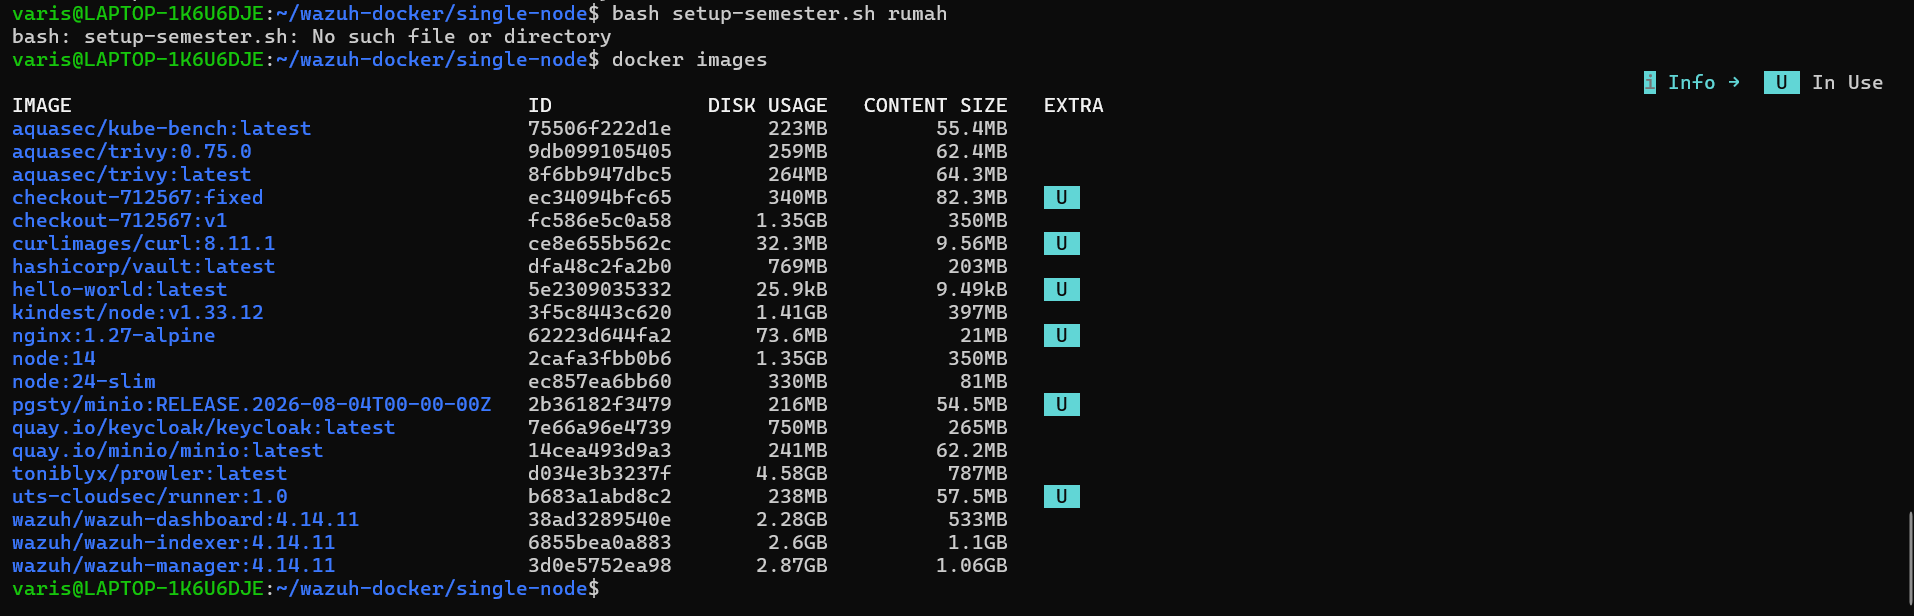 varis@LAPTOP-1K6U6DJE:~/wazuh-docker/single-node$ bash setup-semester.sh rumah
bash: setup-semester.sh: No such file or directory
varis@LAPTOP-1K6U6DJE:~/wazuh-docker/single-node$ docker images
i Info → U In Use
IMAGE ID DISK USAGE CONTENT SIZE EXTRA
aquasec/kube-bench:latest 75506f222d1e 223MB 55.4MB
aquasec/trivy:0.75.0 9db099105405 259MB 62.4MB
aquasec/trivy:latest 8f6bb947dbc5 264MB 64.3MB
checkout-712567:fixed ec34094bfc65 340MB 82.3MB U
checkout-712567:v1 fc586e5c0a58 1.35GB 350MB
curlimages/curl:8.11.1 ce8e655b562c 32.3MB 9.56MB U
hashicorp/vault:latest dfa48c2fa2b0 769MB 203MB
hello-world:latest 5e2309035332 25.9kB 9.49kB U
kindest/node:v1.33.12 3f5c8443c620 1.41GB 397MB
nginx:1.27-alpine 62223d644fa2 73.6MB 21MB U
node:14 2cafa3fbb0b6 1.35GB 350MB
node:24-slim ec857ea6bb60 330MB 81MB
pgsty/minio:RELEASE.2026-08-04T00-00-00Z 2b36182f3479 216MB 54.5MB U
quay.io/keycloak/keycloak:latest 7e66a96e4739 750MB 265MB
quay.io/minio/minio:latest 14cea493d9a3 241MB 62.2MB
toniblyx/prowler:latest d034e3b3237f 4.58GB 787MB
uts-cloudsec/runner:1.0 b683a1abd8c2 238MB 57.5MB U
wazuh/wazuh-dashboard:4.14.11 38ad3289540e 2.28GB 533MB
wazuh/wazuh-indexer:4.14.11 6855bea0a883 2.6GB 1.1GB
wazuh/wazuh-manager:4.14.11 3d0e5752ea98 2.87GB 1.06GB
varis@LAPTOP-1K6U6DJE:~/wazuh-docker/single-node$